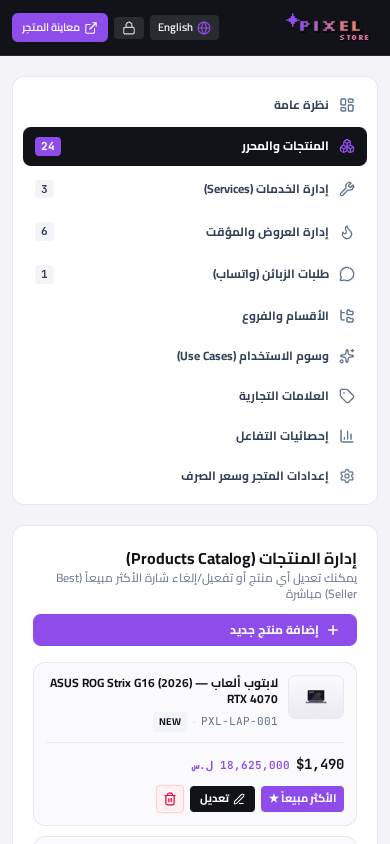 PIXEL
STORE
English
معاينة المتجر
نظرة عامة
المنتجات والمحرر 24
إدارة الخدمات (Services) 3
إدارة العروض والمؤقت 6
طلبات الزبائن (واتساب) 1
الأقسام والفروع
وسوم الاستخدام (Use Cases)
العلامات التجارية
إحصائيات التفاعل
إعدادات المتجر وسعر الصرف
إدارة المنتجات (Products Catalog)
يمكنك تعديل أي منتج أو تفعيل/إلغاء شارة الأكثر مبيعاً (Best
Seller) مباشرة
+ إضافة منتج جديد
لابتوب ألعاب — ASUS ROG Strix G16 (2026)
RTX 4070
PXL-LAP-001 · NEW
$1,490 18,625,000 ل.س
الأكثر مبيعاً ★
تعديل